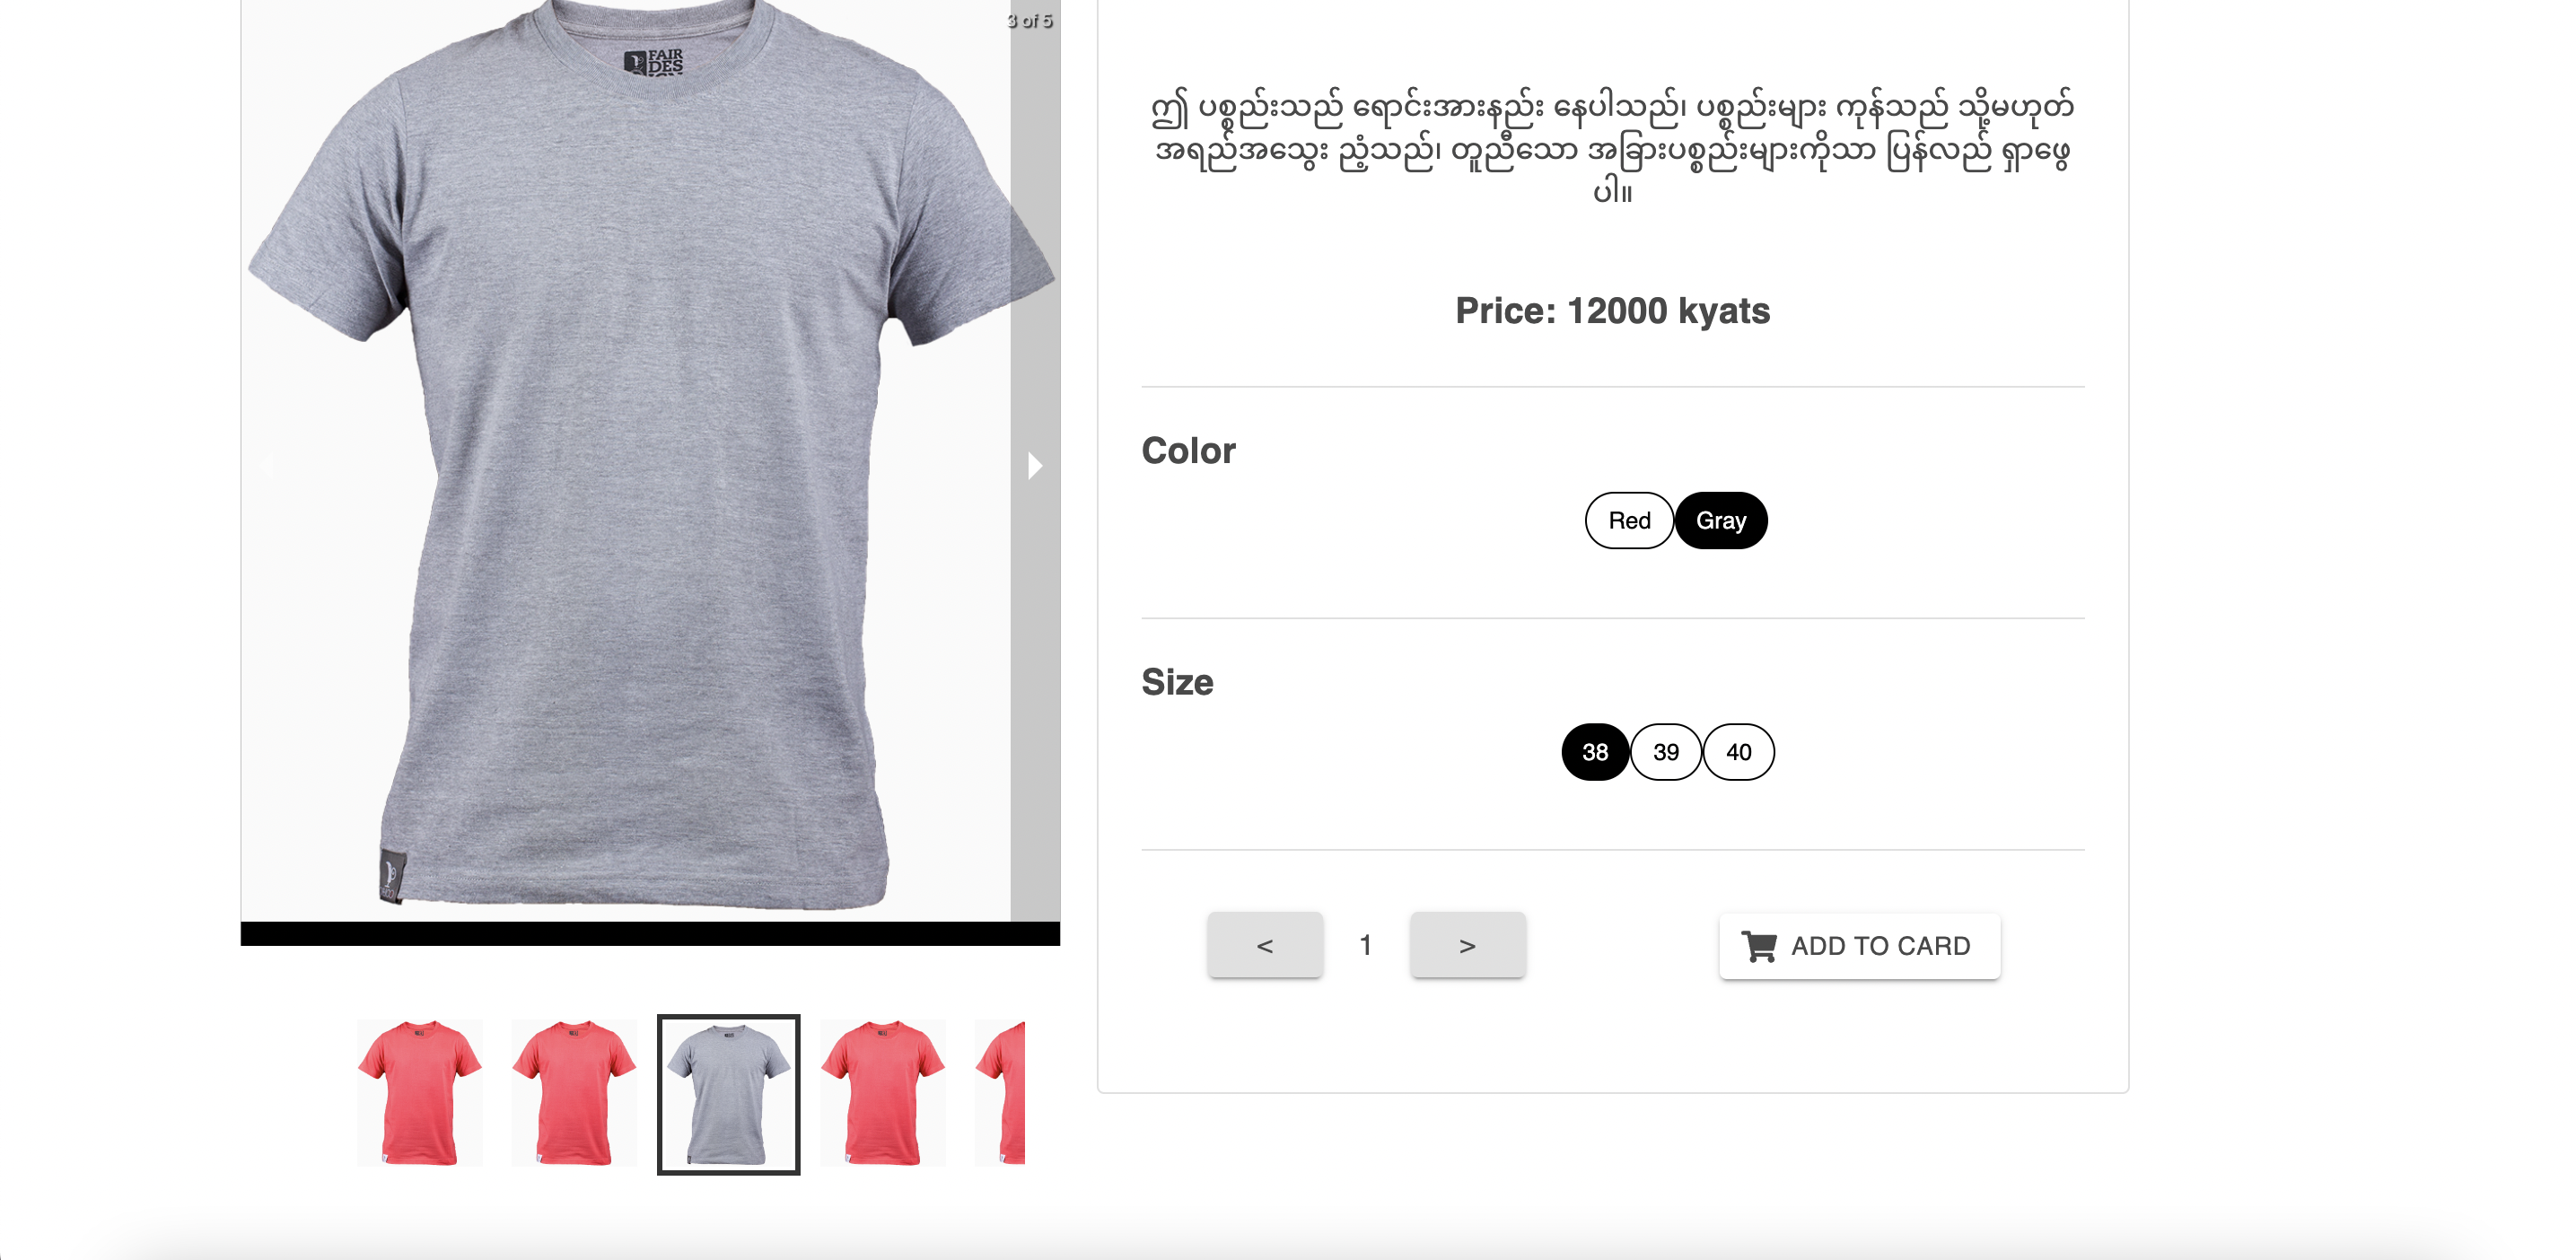 3 of 5
FAIR
DES
ဤ ပစ္စည်းသည် ရောင်းအားနည်း နေပါသည်၊ ပစ္စည်းများ ကုန်သည် သို့မဟုတ်
အရည်အသွေး ညံ့သည်၊ တူညီသော အခြားပစ္စည်းများကိုသာ ပြန်လည် ရှာဖွေ
ပါ။
Price: 12000 kyats
Color
Red Gray
Size
38 39 40
< 1 > ADD TO CARD